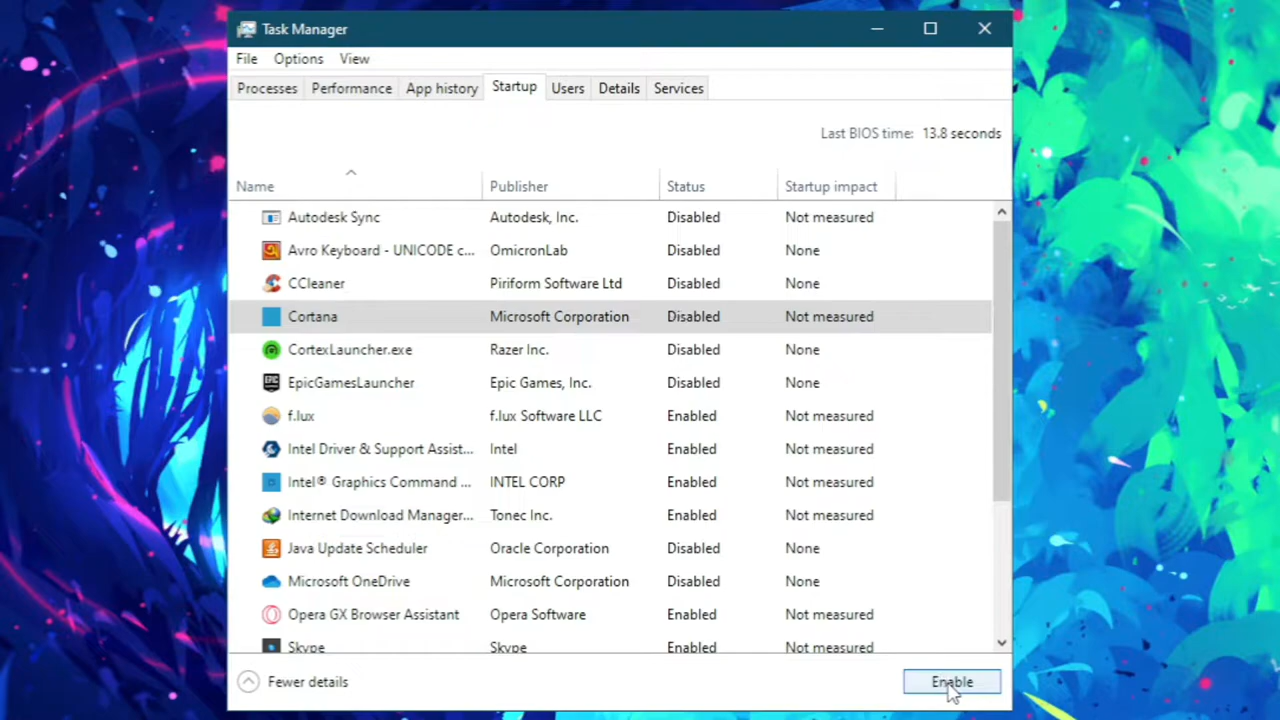 Task Manager
File Options View
Processes Performance App history Startup Users Details Services
Last BIOS time: 13.8 seconds
Name Publisher Status Startup impact
Autodesk Sync Autodesk, Inc. Disabled Not measured
Avro Keyboard - UNICODE c... OmicronLab Disabled None
CCleaner Piriform Software Ltd Disabled None
Cortana Microsoft Corporation Disabled Not measured
CortexLauncher.exe Razer Inc. Disabled None
EpicGamesLauncher Epic Games, Inc. Disabled None
f.lux f.lux Software LLC Enabled Not measured
Intel Driver & Support Assist... Intel Enabled Not measured
Intel® Graphics Command ... INTEL CORP Enabled Not measured
Internet Download Manager... Tonec Inc. Enabled Not measured
Java Update Scheduler Oracle Corporation Disabled None
Microsoft OneDrive Microsoft Corporation Disabled None
Opera GX Browser Assistant Opera Software Enabled Not measured
Skype Skype Enabled Not measured
Fewer details Enable